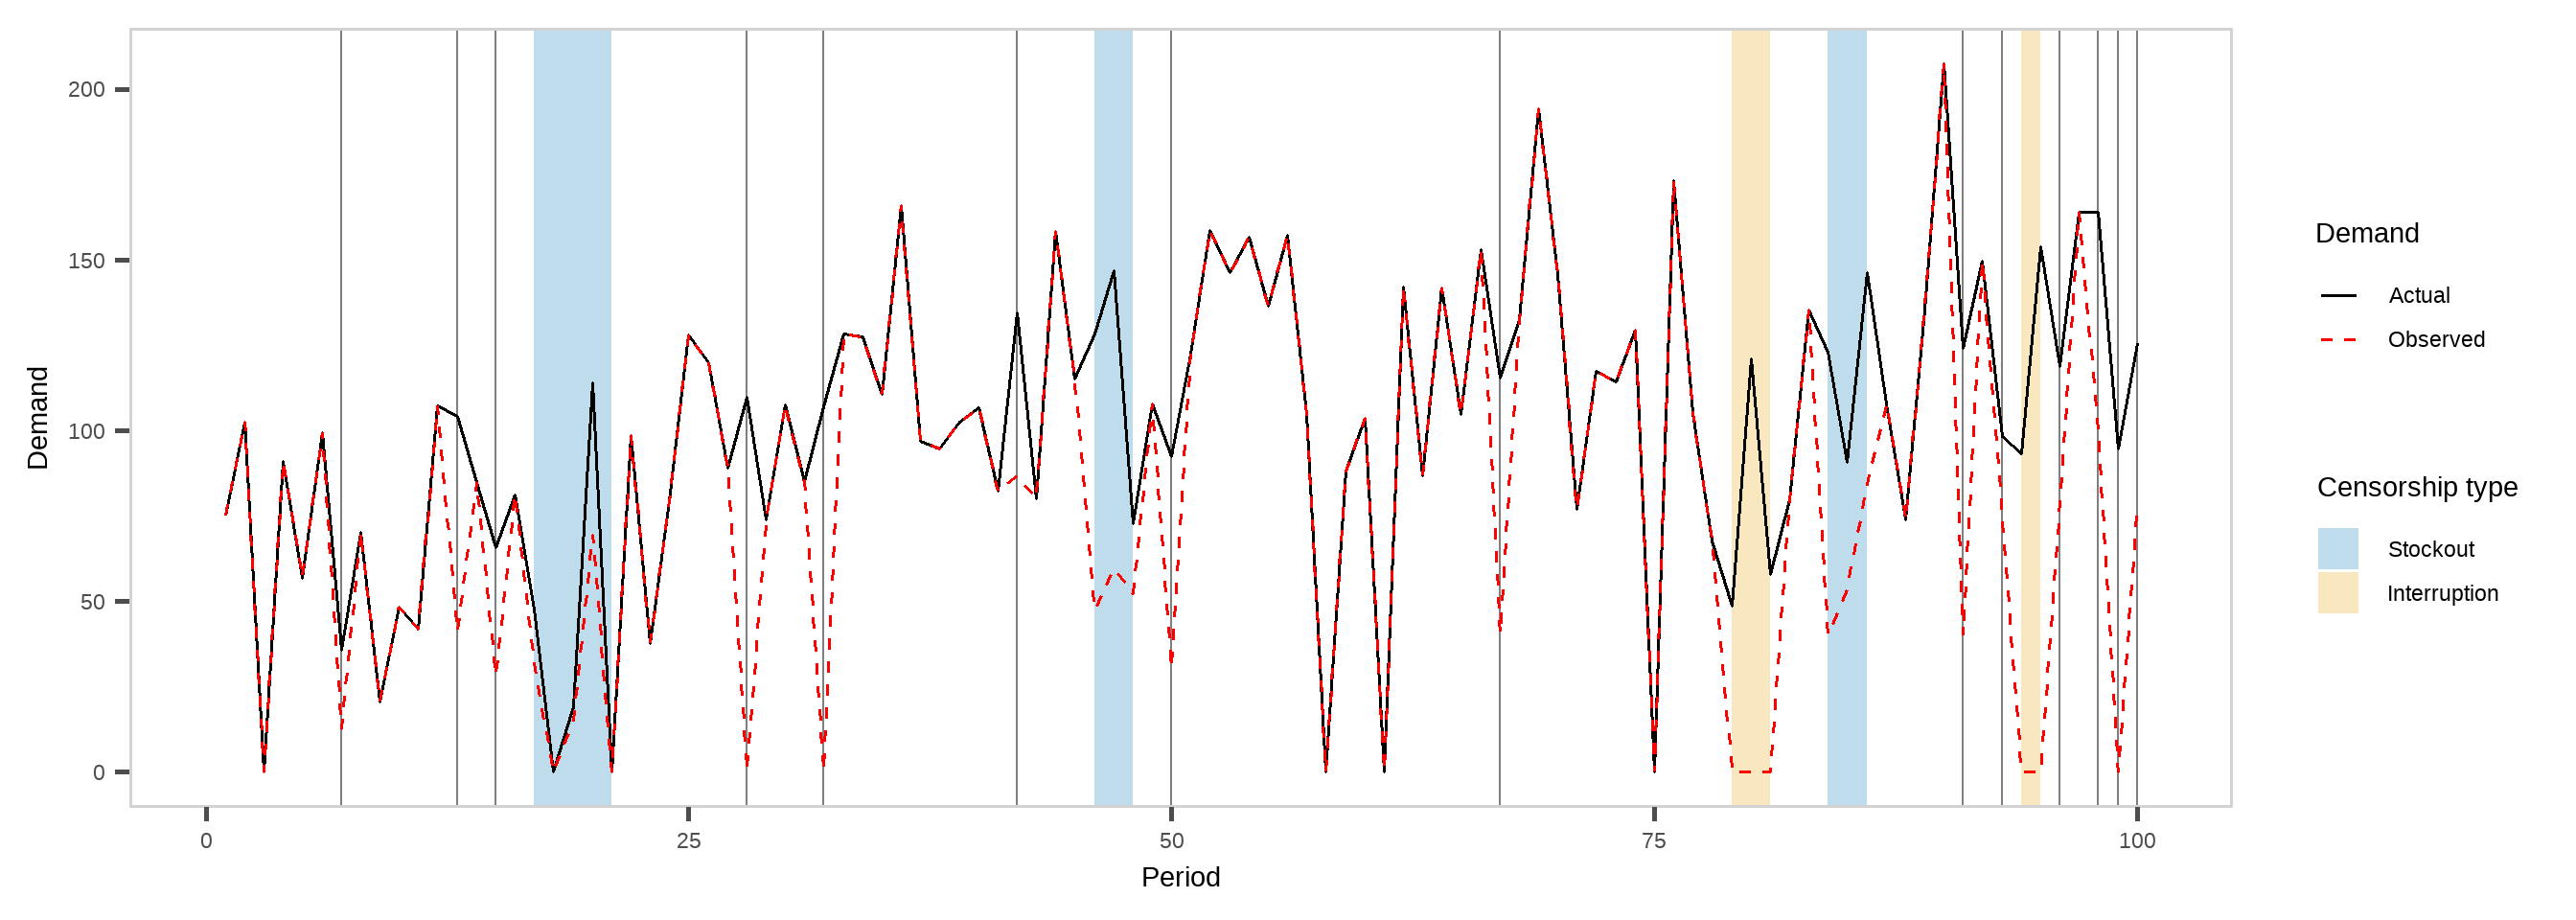 200
150
100
50
0
Demand
0 25 50 75 100
Period
Demand
Actual
Observed
Censorship type
Stockout
Interruption